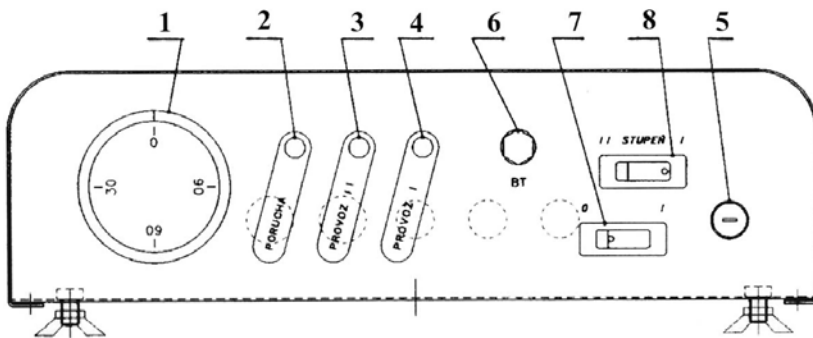 1 2 3 4 6 7 8 5
II STUPEŇ I
0
30
90
60
BT
PORUCHA
PROVOZ II
PROVOZ I
0 I